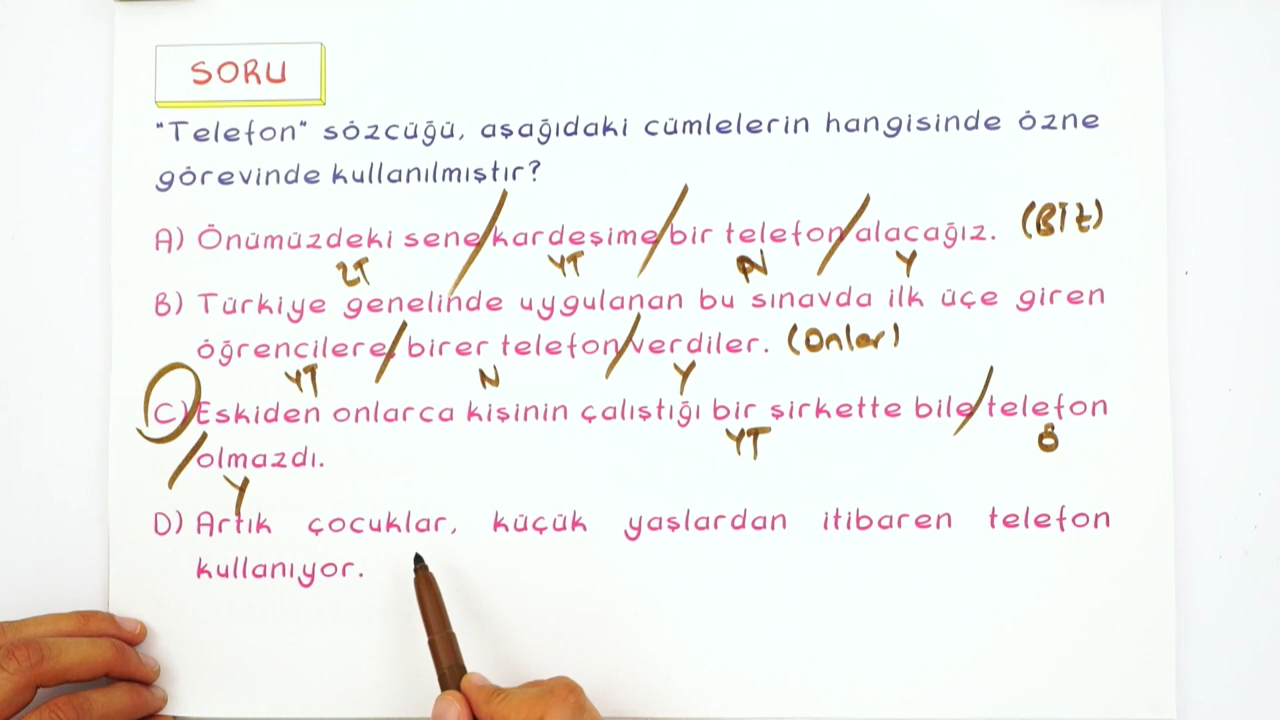 SORU
"Telefon" sözcüğü, aşağıdaki cümlelerin hangisinde özne
görevinde kullanılmıştır?
A) Önümüzdeki sene/kardeşime/bir telefon/alacağız. (BİZ)
ZT YT N Y
B) Türkiye genelinde uygulanan bu sınavda ilk üçe giren
öğrencilere/birer telefon/verdiler. (Onlar)
YT N Y
C) Eskiden onlarca kişinin çalıştığı bir şirkette bile/telefon
YT Ö
/olmazdı.
Y
D) Artık çocuklar, küçük yaşlardan itibaren telefon
kullanıyor.